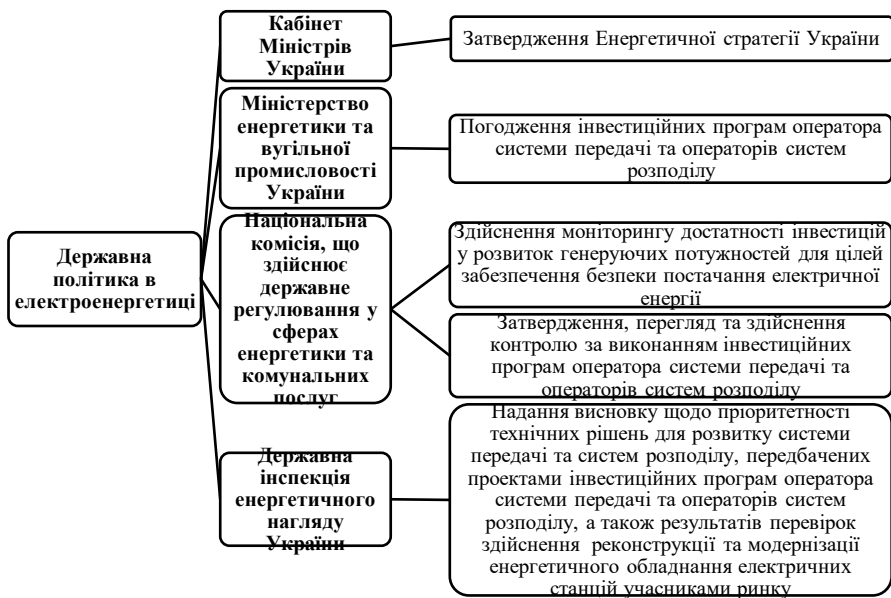 Державна
політика в
електроенергетиці
Кабінет
Міністрів
України
Затвердження Енергетичної стратегії України
Міністерство
енергетики та
вугільної
промисловості
України
Погодження інвестиційних програм оператора
системи передачі та операторів систем
розподілу
Національна
комісія, що
здійснює
державне
регулювання у
сферах
енергетики та
комунальних
послуг
Здійснення моніторингу достатності інвестицій
у розвиток генеруючих потужностей для цілей
забезпечення безпеки постачання електричної
енергії
Затвердження, перегляд та здійснення
контролю за виконанням інвестиційних
програм оператора системи передачі та
операторів систем розподілу
Державна
інспекція
енергетичного
нагляду
України
Надання висновку щодо пріоритетності
технічних рішень для розвитку системи
передачі та систем розподілу, передбачених
проектами інвестиційних програм оператора
системи передачі та операторів систем
розподілу, а також результатів перевірок
здійснення реконструкції та модернізації
енергетичного обладнання електричних
станцій учасниками ринку